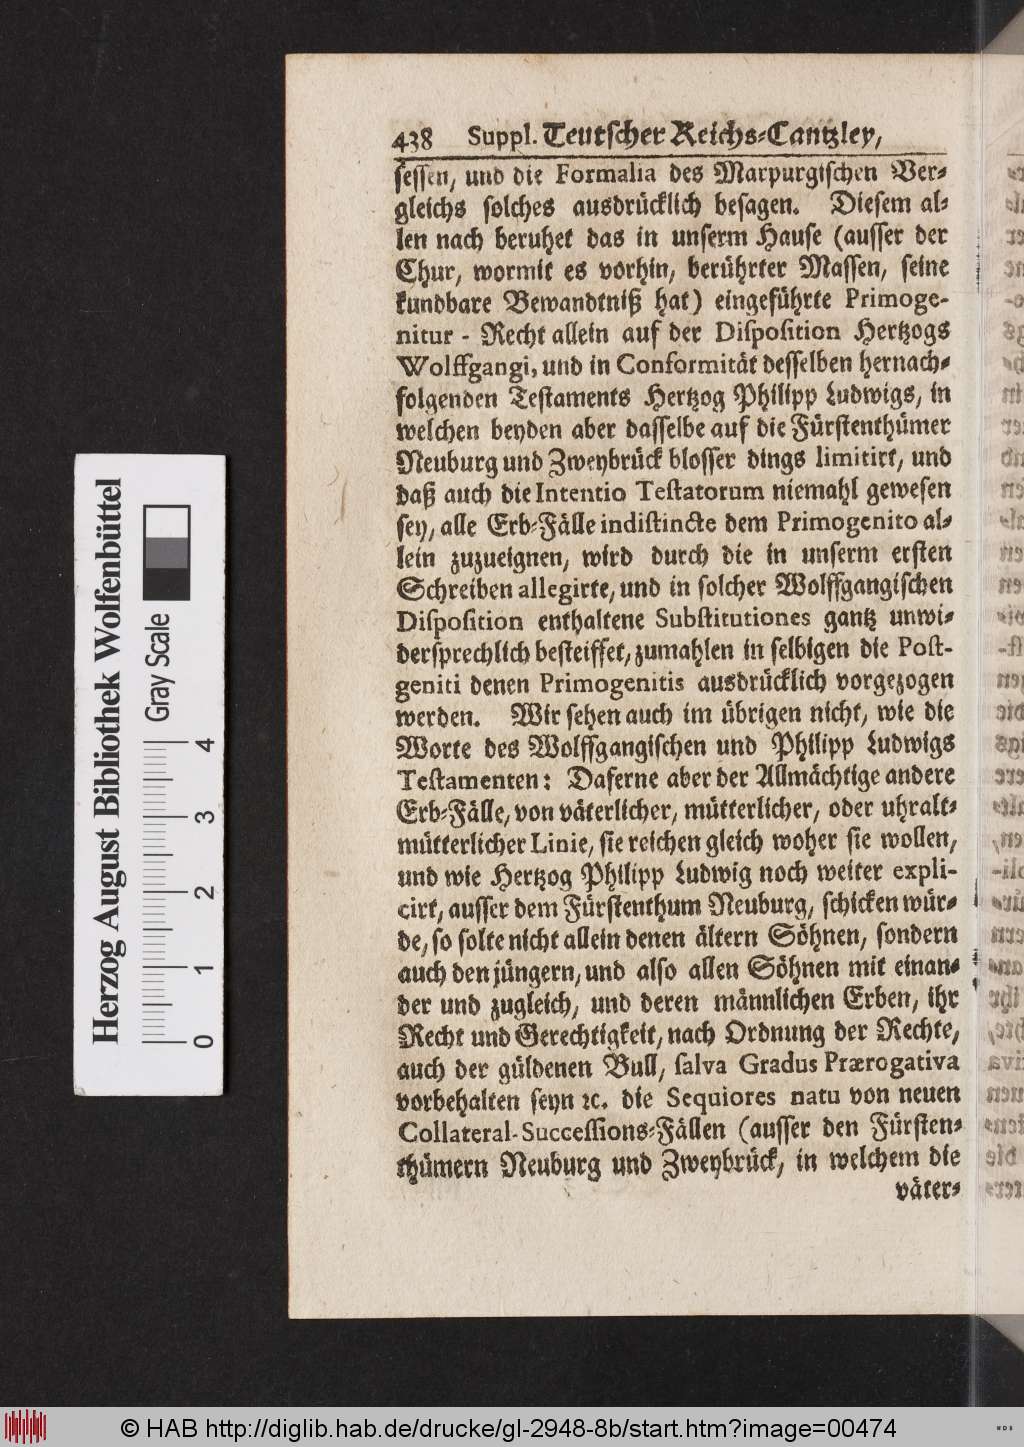 438 Suppl. Teutscher Reichs-Cantzley,
sessen, und die Formalia des Marpurgischen Ver-
gleichs solches ausdrücklich besagen. Diesem al-
len nach beruhet das in unserm Hause (ausser der
Chur, wormit es vorhin, berührter Massen, seine
kundbare Bewandtniß hat) eingeführte Primoge-
nitur - Recht allein auf der Disposition Hertzogs
Wolffgangi, und in Conformität desselben hernach-
folgenden Testaments Hertzog Philipp Ludwigs, in
welchen beyden aber dasselbe auf die Fürstenthümer
Neuburg und Zweybrück blosser dings limitirt, und
daß auch die Intentio Testatorum niemahl gewesen
sey, alle Erb-Fälle indistincte dem Primogenito al-
lein zuzueignen, wird durch die in unserm ersten
Schreiben allegirte, und in solcher Wolffgangischen
Disposition enthaltene Substitutiones gantz unwi-
dersprechlich besteiffet, zumahlen in selbigen die Post-
geniti denen Primogenitis ausdrücklich vorgezogen
werden. Wir sehen auch im übrigen nicht, wie die
Worte des Wolffgangischen und Philipp Ludwigs
Testamenten: Daferne aber der Allmächtige andere
Erb-Fälle, von väterlicher, mütterlicher, oder uhralt-
mütterlicher Linie, sie reichen gleich woher sie wollen,
und wie Hertzog Philipp Ludwig noch weiter expli-
cirt, ausser dem Fürstenthum Neuburg, schicken wür-
de, so solte nicht allein denen ältern Söhnen, sondern
auch den jüngern, und also allen Söhnen mit einan-
der und zugleich, und deren männlichen Erben, ihr
Recht und Gerechtigkeit, nach Ordnung der Rechte,
auch der güldenen Bull, salva Gradus Prærogativa
vorbehalten seyn ꝛc. die Sequiores natu von neuen
Collateral-Successions-Fällen (ausser den Fürsten-
thümern Neuburg und Zweybrück, in welchem die
väter-
Herzog August Bibliothek Wolfenbüttel
Gray Scale
0 1 2 3 4
© HAB http://diglib.hab.de/drucke/gl-2948-8b/start.htm?image=00474